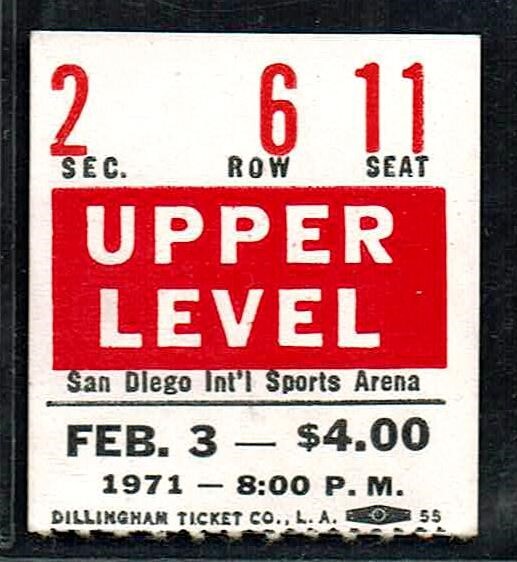 2 6 11
SEC. ROW SEAT
UPPER
LEVEL
San Diego Int'l Sports Arena
FEB. 3 — $4.00
1971 — 8:00 P. M.
DILLINGHAM TICKET CO., L. A. 55